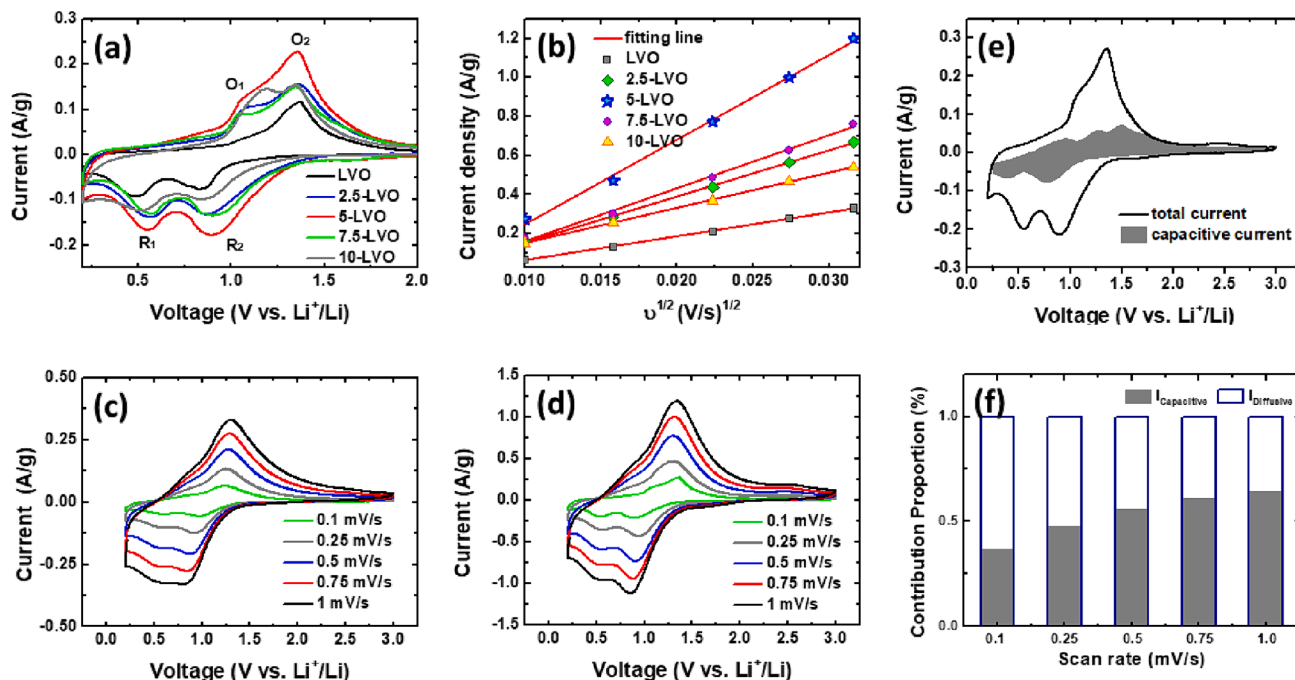 (a)
O₁
O₂
R₁
R₂
LVO
2.5-LVO
5-LVO
7.5-LVO
10-LVO
0.2
0.1
0.0
-0.1
-0.2
0.5
1.0
1.5
2.0
Current (A/g)
Voltage (V vs. Li⁺/Li)
(b)
fitting line
LVO
2.5-LVO
5-LVO
7.5-LVO
10-LVO
1.2
1.0
0.8
0.6
0.4
0.2
0.010
0.015
0.020
0.025
0.030
Current density (A/g)
υ^1/2 (V/s)^1/2
(e)
total current
capacitive current
0.3
0.2
0.0
-0.2
-0.3
0.0
0.5
1.0
1.5
2.0
2.5
3.0
Current (A/g)
Voltage (V vs. Li⁺/Li)
(c)
0.1 mV/s
0.25 mV/s
0.5 mV/s
0.75 mV/s
1 mV/s
0.50
0.25
0.00
-0.25
-0.50
0.0
0.5
1.0
1.5
2.0
2.5
3.0
Current (A/g)
Voltage (V vs. Li⁺/Li)
(d)
0.1 mV/s
0.25 mV/s
0.5 mV/s
0.75 mV/s
1 mV/s
1.5
1.0
0.5
0.0
-0.5
-1.0
-1.5
0.0
0.5
1.0
1.5
2.0
2.5
3.0
Current (A/g)
Voltage (V vs. Li⁺/Li)
(f)
I Capacitive
I Diffusive
1.0
0.5
0.0
0.1
0.25
0.5
0.75
1.0
Contribution Proportion (%)
Scan rate (mV/s)